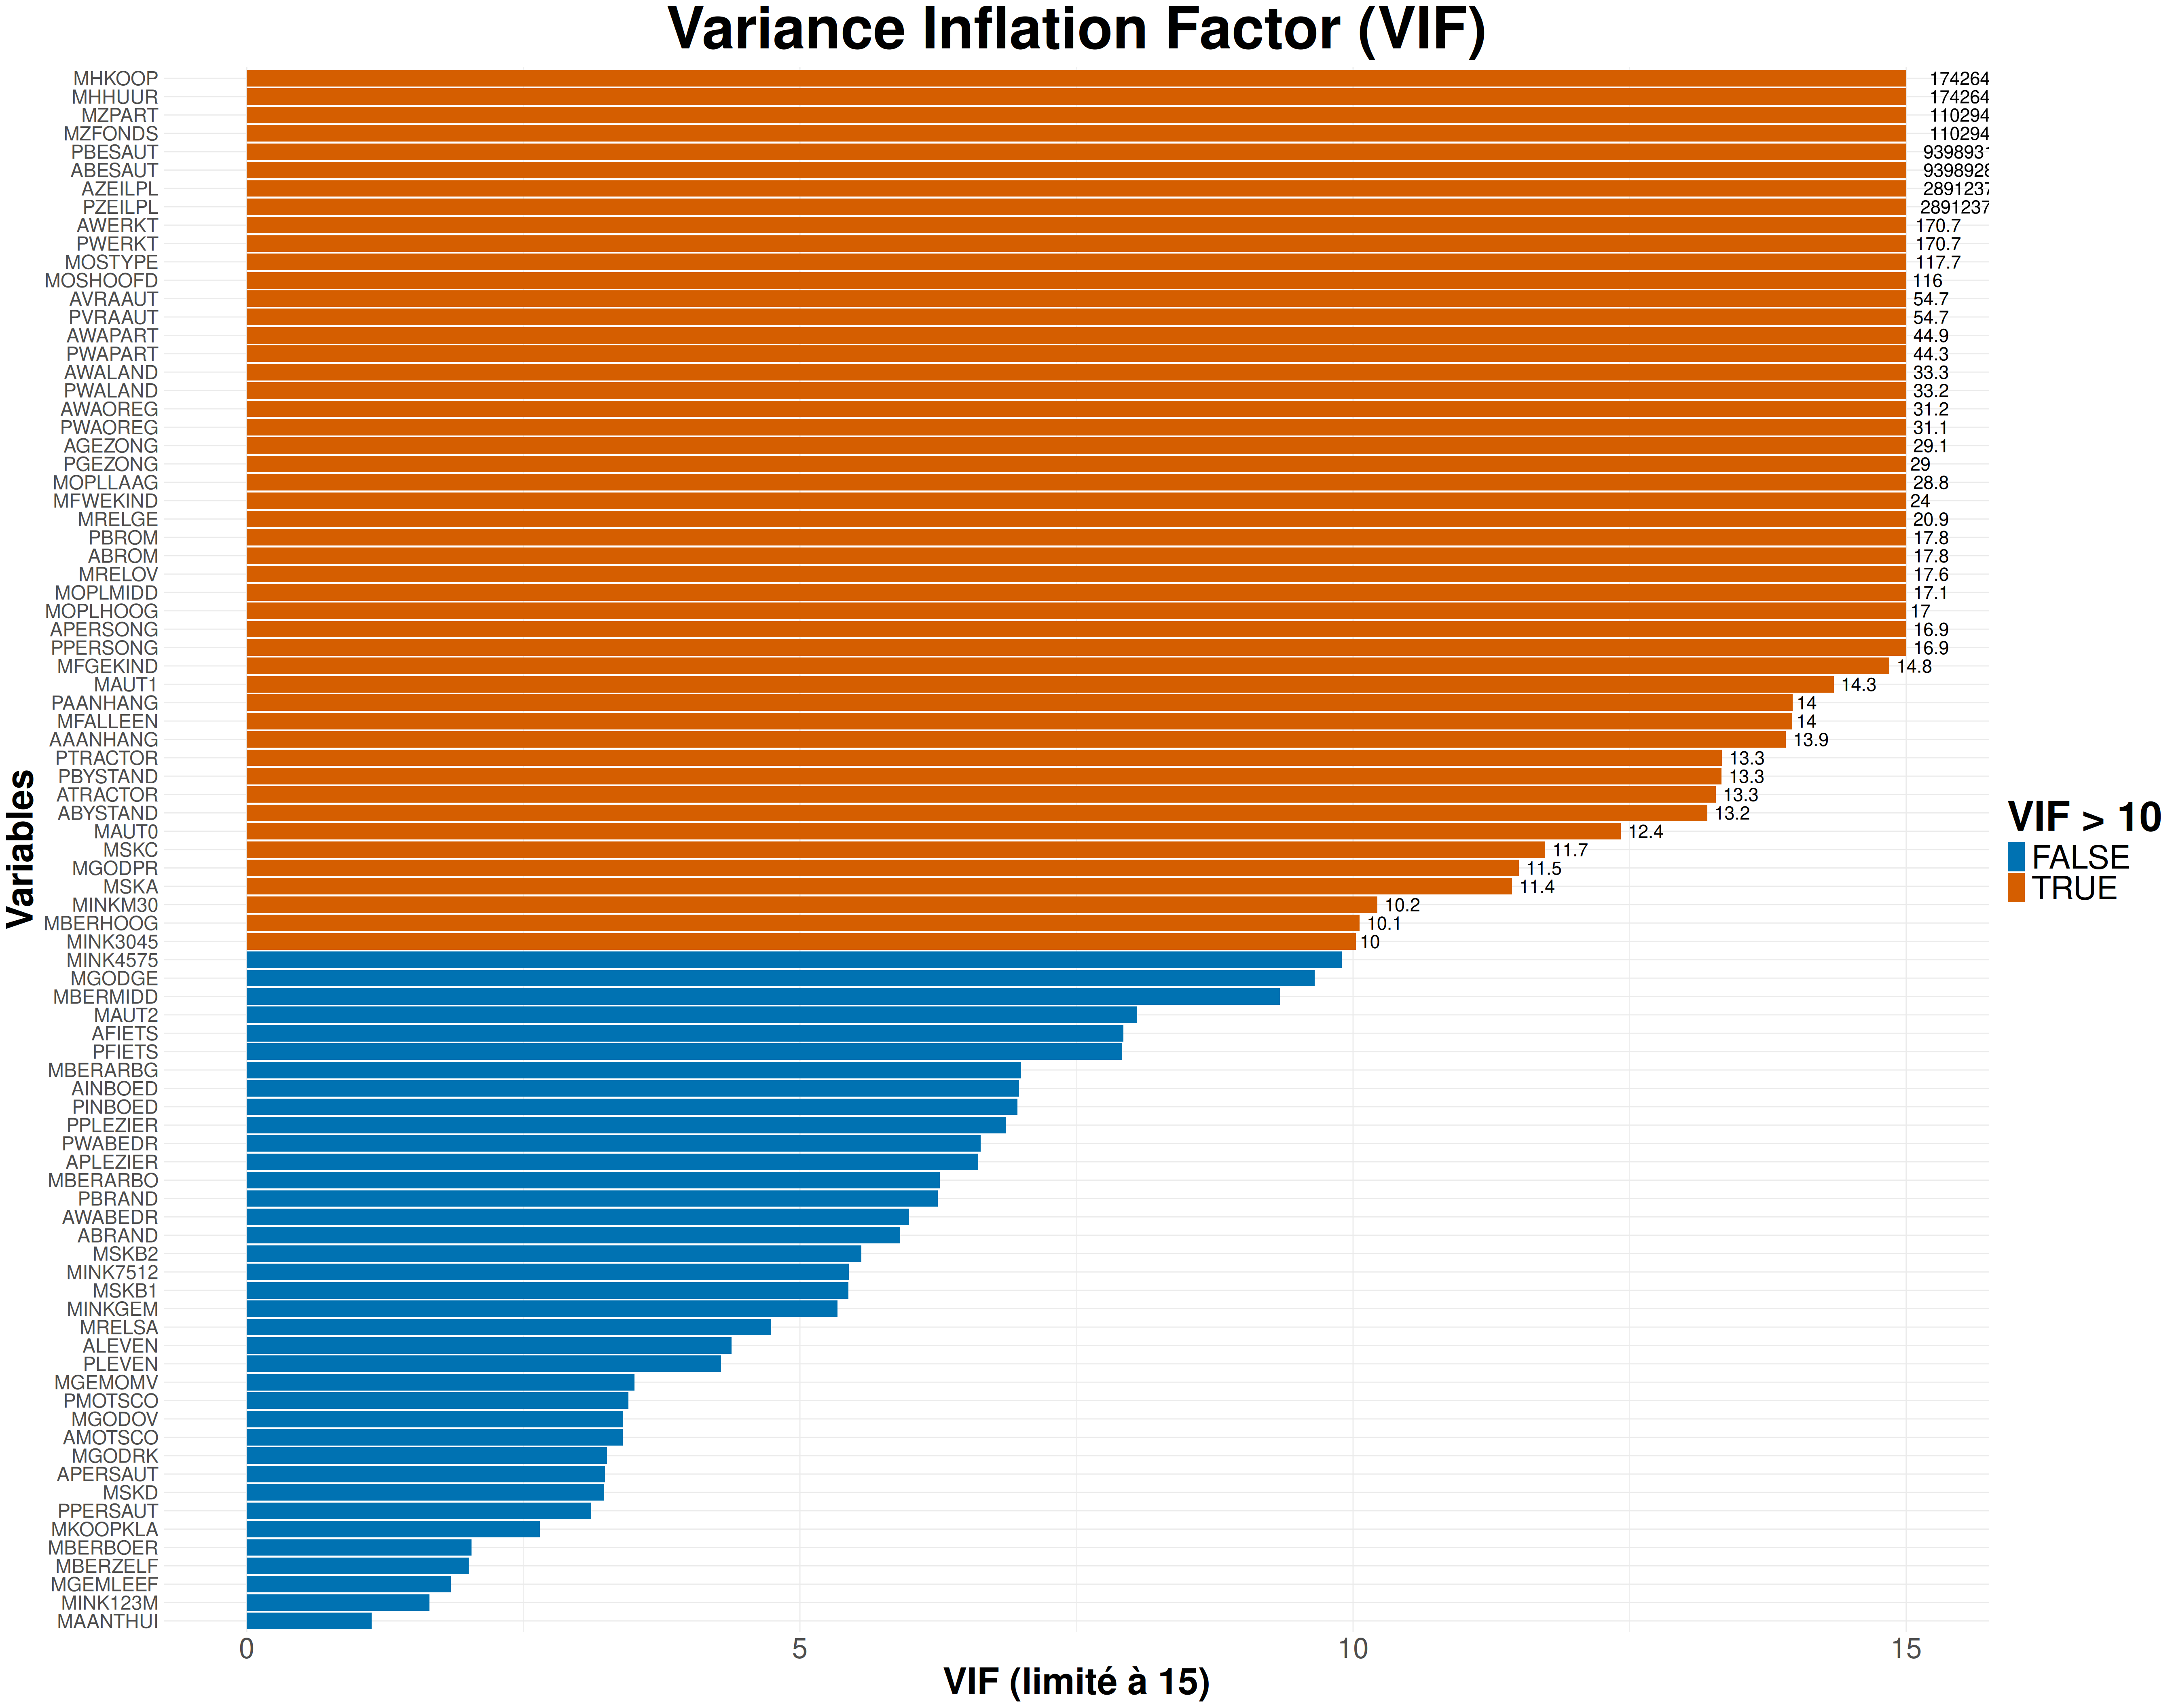 Variance Inflation Factor (VIF)
MHKOOP 174264
MHHUUR 174264
MZPART 110294
MZFONDS 110294
PBESAUT 9398931
ABESAUT 9398928
AZEILPL 2891237
PZEILPL 2891237
AWERKT 170.7
PWERKT 170.7
MOSTYPE 117.7
MOSHOOFD 116
AVRAAUT 54.7
PVRAAUT 54.7
AWAPART 44.9
PWAPART 44.3
AWALAND 33.3
PWALAND 33.2
AWAOREG 31.2
PWAOREG 31.1
AGEZONG 29.1
PGEZONG 29
MOPLLAAG 28.8
MFWEKIND 24
MRELGE 20.9
PBROM 17.8
ABROM 17.8
MRELOV 17.6
MOPLMIDD 17.1
MOPLHOOG 17
APERSONG 16.9
PPERSONG 16.9
MFGEKIND 14.8
MAUT1 14.3
PAANHANG 14
MFALLEEN 14
AAANHANG 13.9
PTRACTOR 13.3
PBYSTAND 13.3
ATRACTOR 13.3
ABYSTAND 13.2
MAUT0 12.4
MSKC 11.7
MGODPR 11.5
MSKA 11.4
MINKM30 10.2
MBERHOOG 10.1
MINK3045 10
MINK4575
MGODGE
MBERMIDD
MAUT2
AFIETS
PFIETS
MBERARBG
AINBOED
PINBOED
PPLEZIER
PWABEDR
APLEZIER
MBERARBO
PBRAND
AWABEDR
ABRAND
MSKB2
MINK7512
MSKB1
MINKGEM
MRELSA
ALEVEN
PLEVEN
MGEMOMV
PMOTSCO
MGODOV
AMOTSCO
MGODRK
APERSAUT
MSKD
PPERSAUT
MKOOPKLA
MBERBOER
MBERZELF
MGEMLEEF
MINK123M
MAANTHUI
Variables
0 5 10 15
VIF (limité à 15)
VIF > 10
FALSE
TRUE